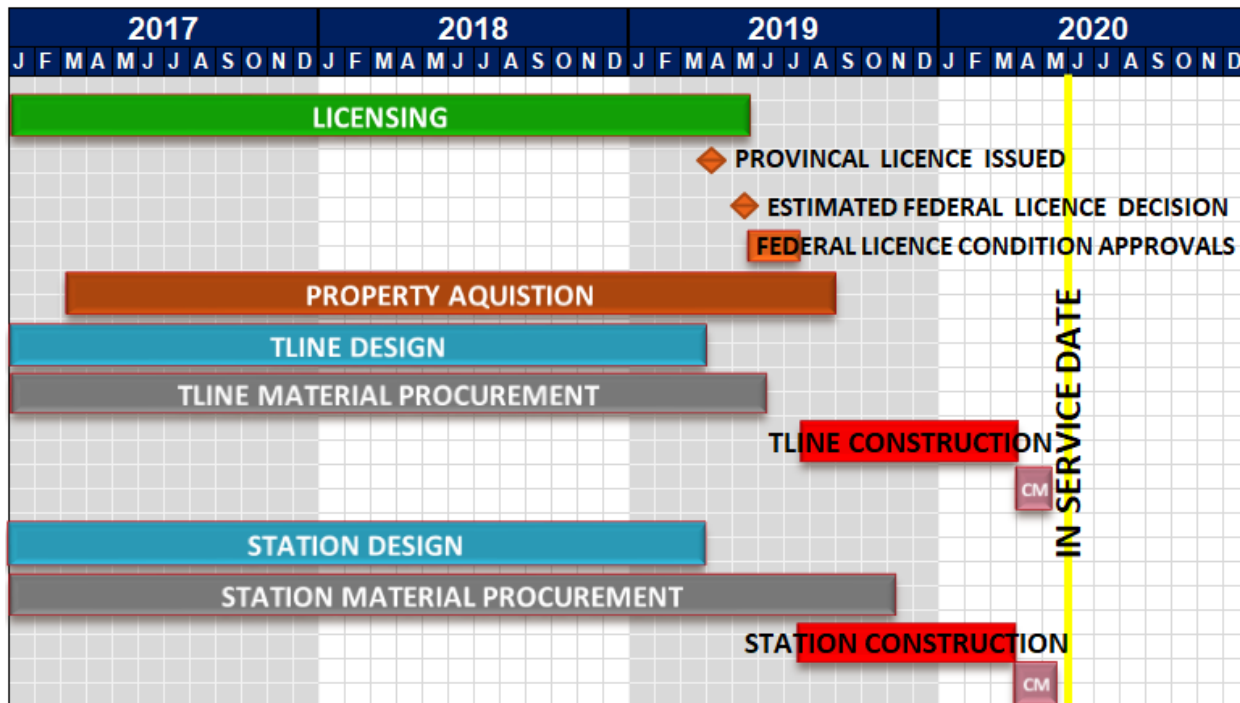 2017 2018 2019 2020
J F M A M J J A S O N D J F M A M J J A S O N D J F M A M J J A S O N D J F M A M J J A S O N D
LICENSING
PROVINCAL LICENCE ISSUED
ESTIMATED FEDERAL LICENCE DECISION
FEDERAL LICENCE CONDITION APPROVALS
PROPERTY AQUISTION
TLINE DESIGN
TLINE MATERIAL PROCUREMENT
TLINE CONSTRUCTION
CM
IN SERVICE DATE
STATION DESIGN
STATION MATERIAL PROCUREMENT
STATION CONSTRUCTION
CM